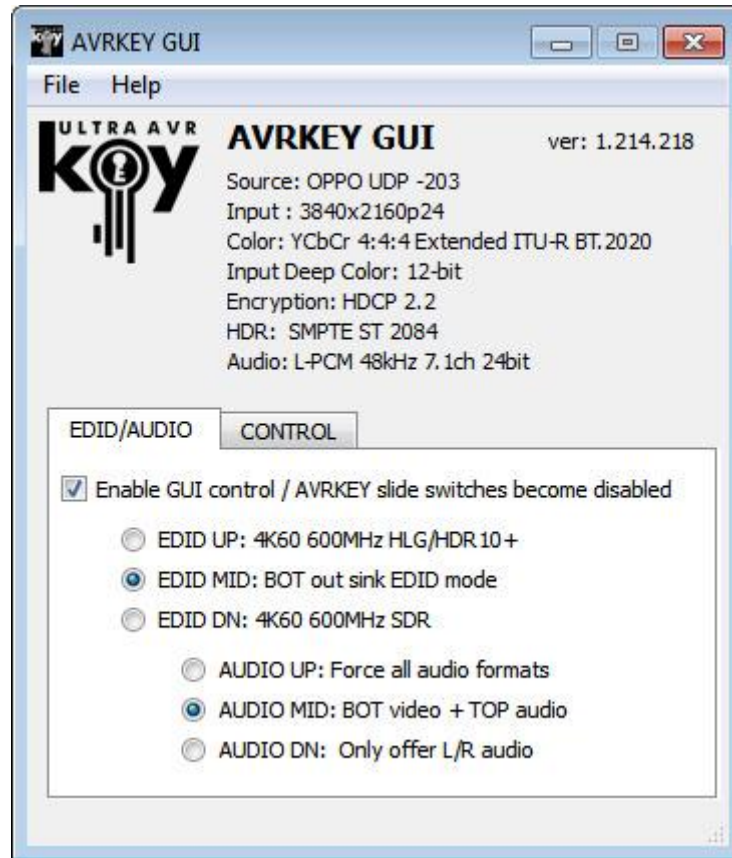 AVRKEY GUI
File Help
ULTRA AVR
key
AVRKEY GUI ver: 1.214.218
Source: OPPO UDP -203
Input : 3840x2160p24
Color: YCbCr 4:4:4 Extended ITU-R BT.2020
Input Deep Color: 12-bit
Encryption: HDCP 2.2
HDR: SMPTE ST 2084
Audio: L-PCM 48kHz 7.1ch 24bit
EDID/AUDIO CONTROL
Enable GUI control / AVRKEY slide switches become disabled
EDID UP: 4K60 600MHz HLG/HDR10+
EDID MID: BOT out sink EDID mode
EDID DN: 4K60 600MHz SDR
AUDIO UP: Force all audio formats
AUDIO MID: BOT video + TOP audio
AUDIO DN: Only offer L/R audio